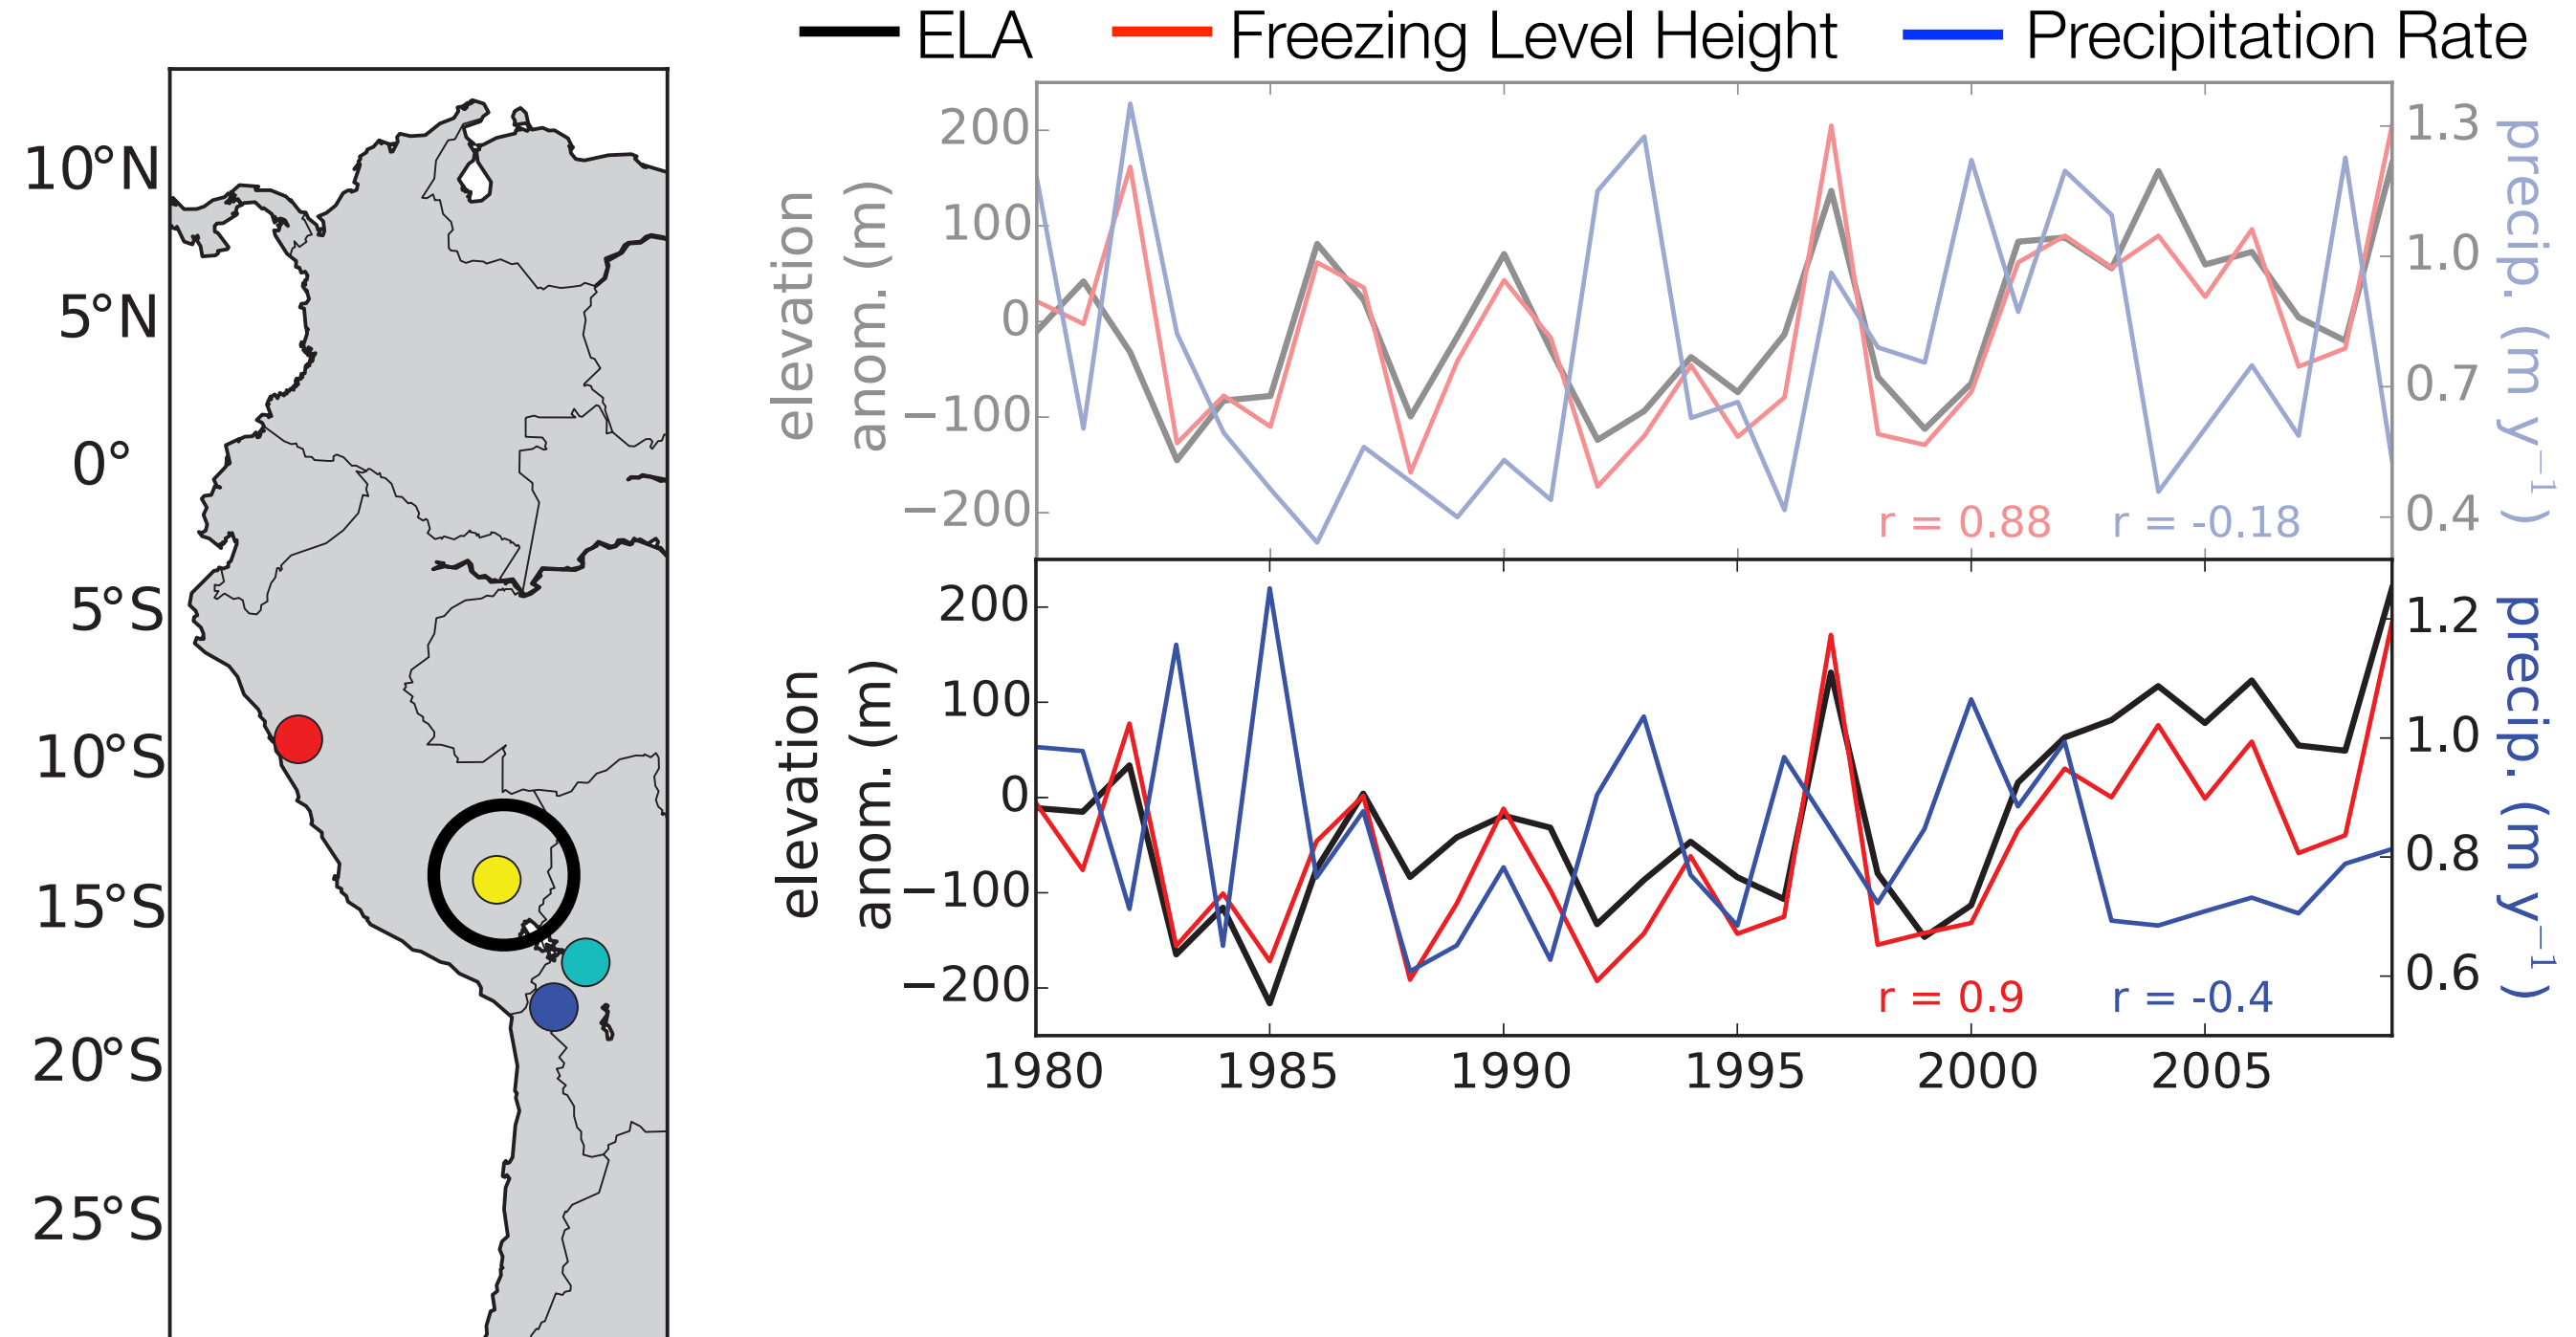 ELA Freezing Level Height Precipitation Rate
10°N
5°N
0°
5°S
10°S
15°S
20°S
25°S
elevation
anom. (m)
200
100
0
−100
−200
r = 0.88 r = -0.18
1.3
1.0
0.7
0.4
precip. (m y⁻¹)
elevation
anom. (m)
200
100
0
−100
−200
r = 0.9 r = -0.4
1.2
1.0
0.8
0.6
precip. (m y⁻¹)
1980 1985 1990 1995 2000 2005